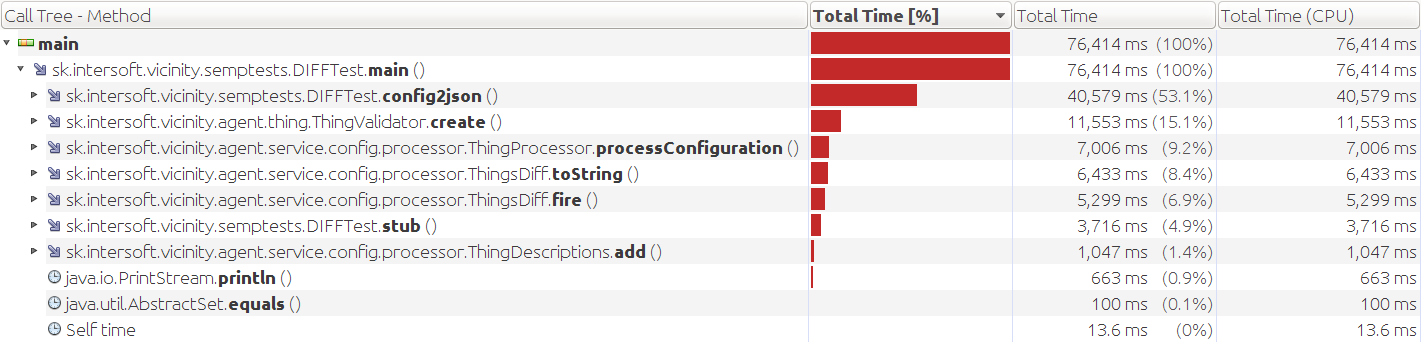 Call Tree - Method Total Time [%] Total Time Total Time (CPU)
main 76,414 ms (100%) 76,414 ms
sk.intersoft.vicinity.semptests.DIFFTest.main () 76,414 ms (100%) 76,414 ms
sk.intersoft.vicinity.semptests.DIFFTest.config2json () 40,579 ms (53.1%) 40,579 ms
sk.intersoft.vicinity.agent.thing.ThingValidator.create () 11,553 ms (15.1%) 11,553 ms
sk.intersoft.vicinity.agent.service.config.processor.ThingProcessor.processConfiguration () 7,006 ms (9.2%) 7,006 ms
sk.intersoft.vicinity.agent.service.config.processor.ThingsDiff.toString () 6,433 ms (8.4%) 6,433 ms
sk.intersoft.vicinity.agent.service.config.processor.ThingsDiff.fire () 5,299 ms (6.9%) 5,299 ms
sk.intersoft.vicinity.semptests.DIFFTest.stub () 3,716 ms (4.9%) 3,716 ms
sk.intersoft.vicinity.agent.service.config.processor.ThingDescriptions.add () 1,047 ms (1.4%) 1,047 ms
java.io.PrintStream.println () 663 ms (0.9%) 663 ms
java.util.AbstractSet.equals () 100 ms (0.1%) 100 ms
Self time 13.6 ms (0%) 13.6 ms